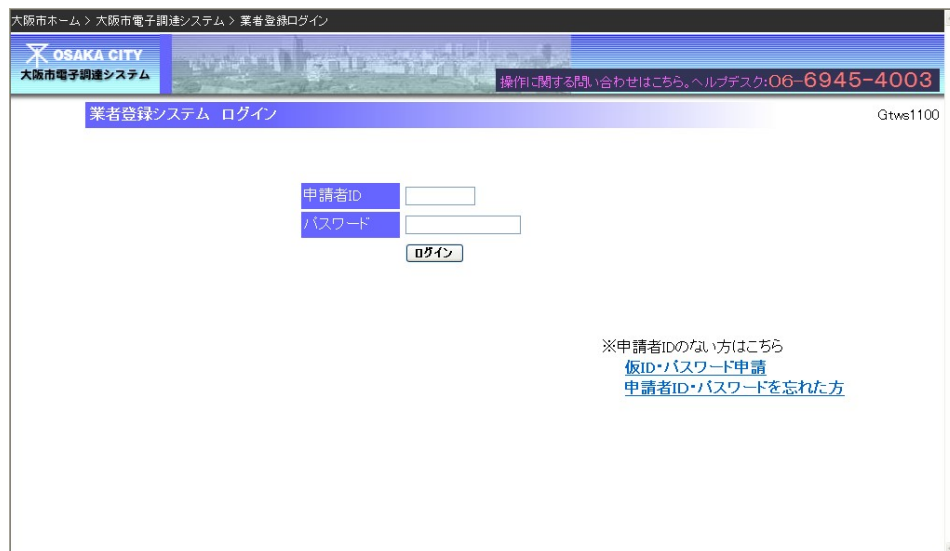 大阪市ホーム > 大阪市電子調達システム > 業者登録ログイン
OSAKA CITY
大阪市電子調達システム
操作に関する問い合わせはこちら。ヘルプデスク:06-6945-4003
業者登録システム ログイン
Gtws1100
申請者ID
パスワード
ログイン
※申請者IDのない方はこちら
仮ID・パスワード申請
申請者ID・パスワードを忘れた方